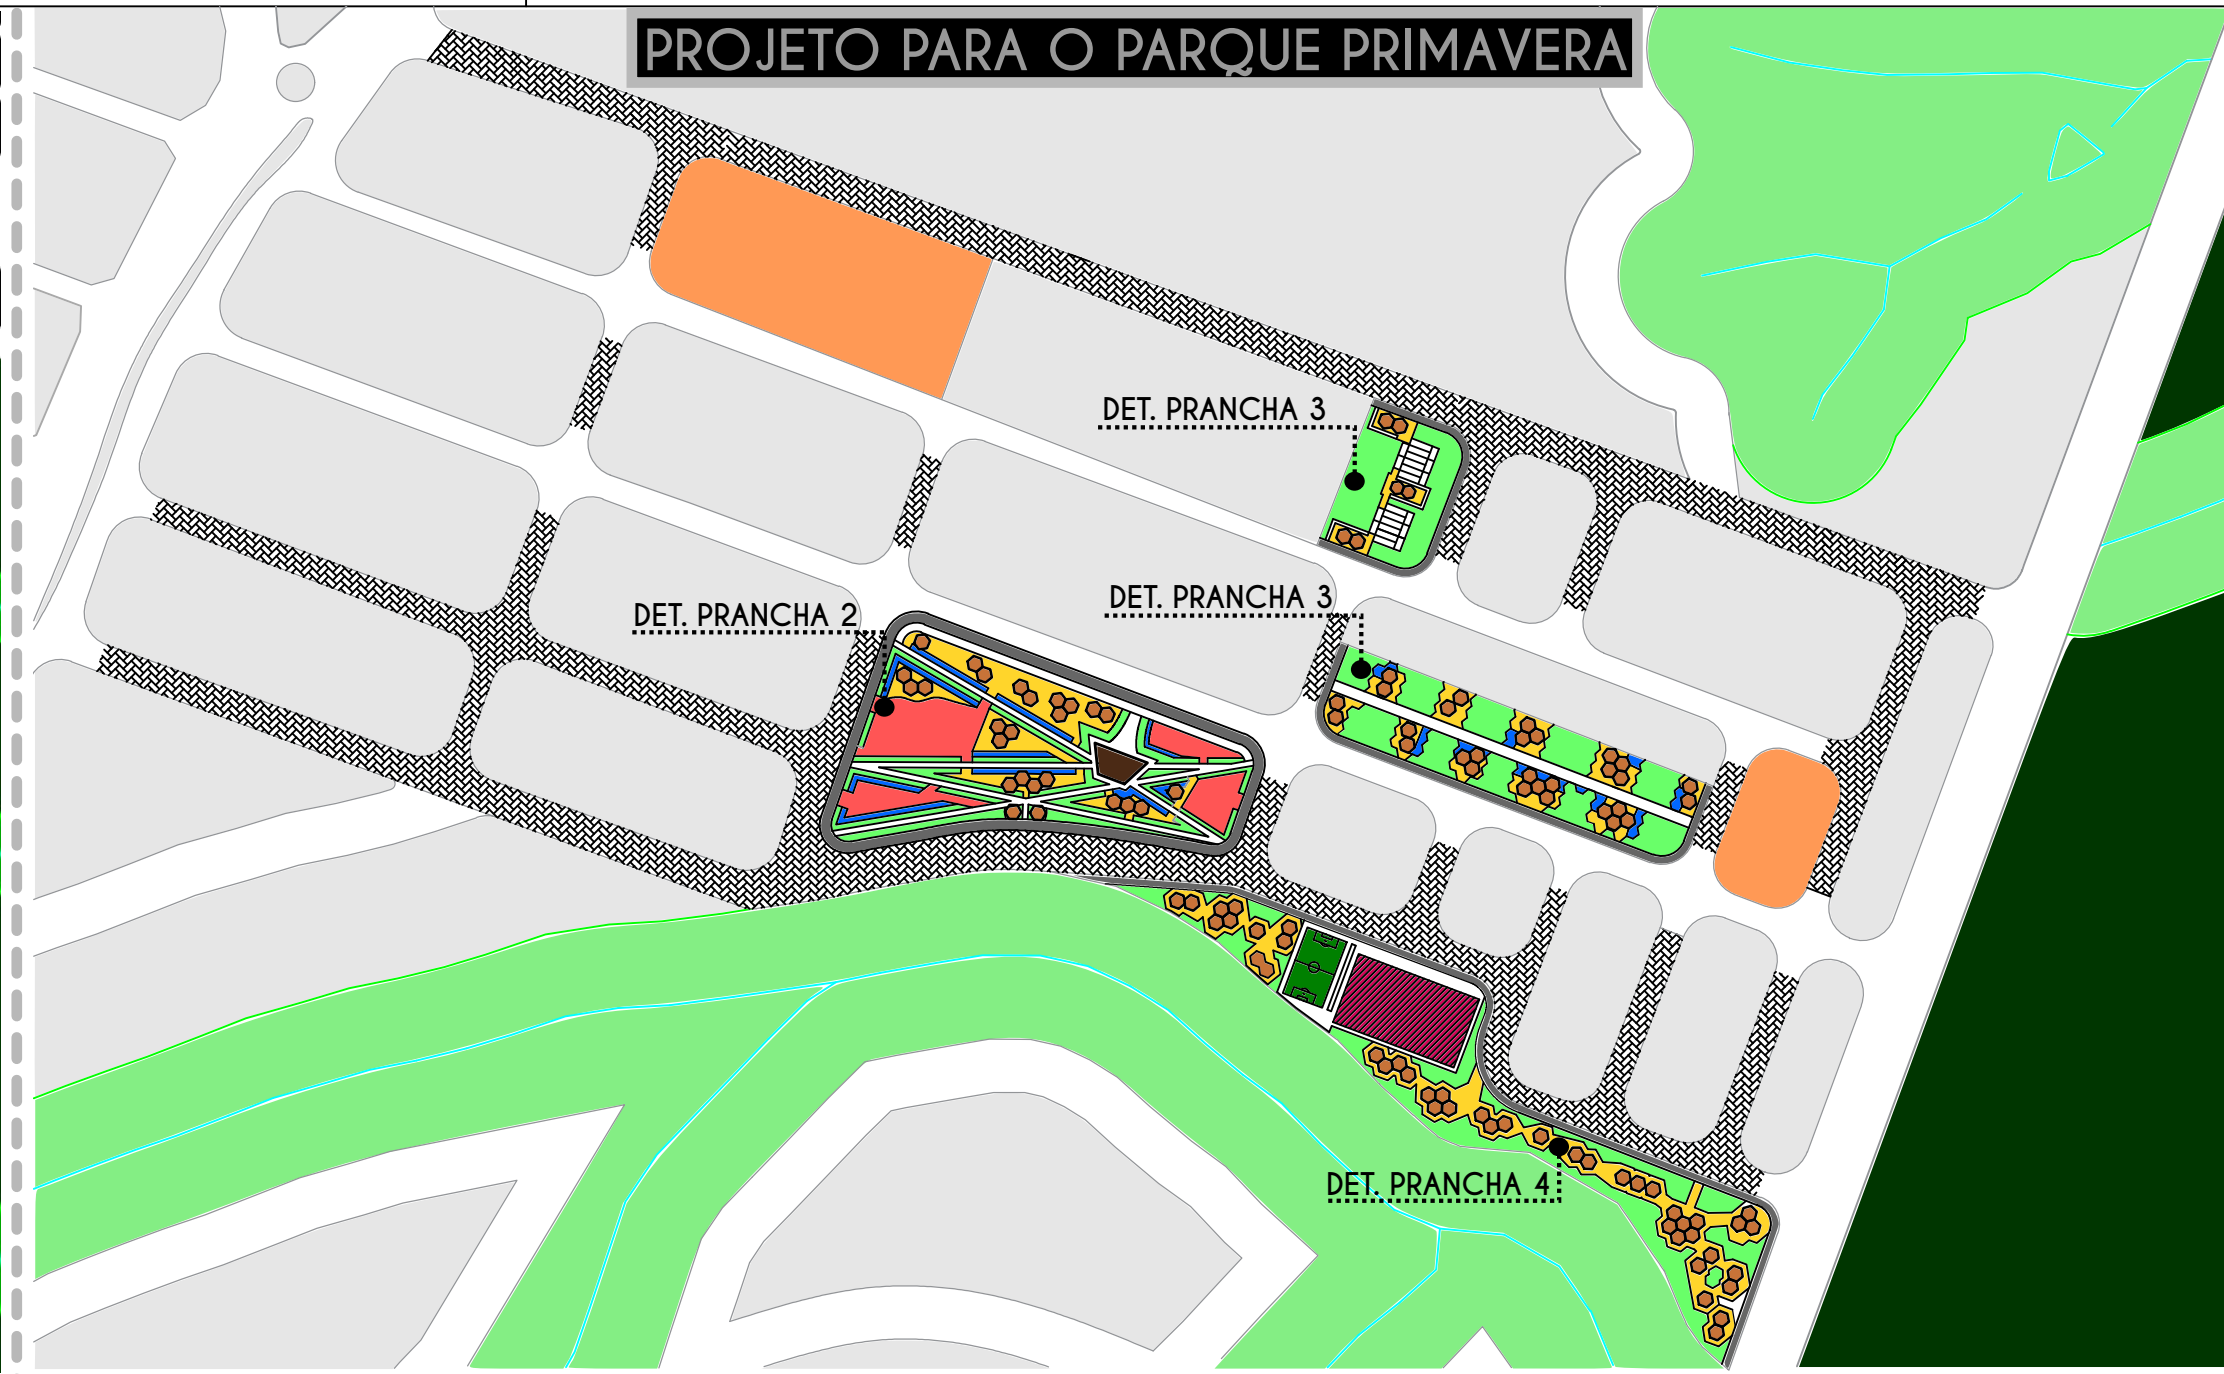 PROJETO PARA O PARQUE PRIMAVERA
DET. PRANCHA 3
DET. PRANCHA 3
DET. PRANCHA 2
DET. PRANCHA 4